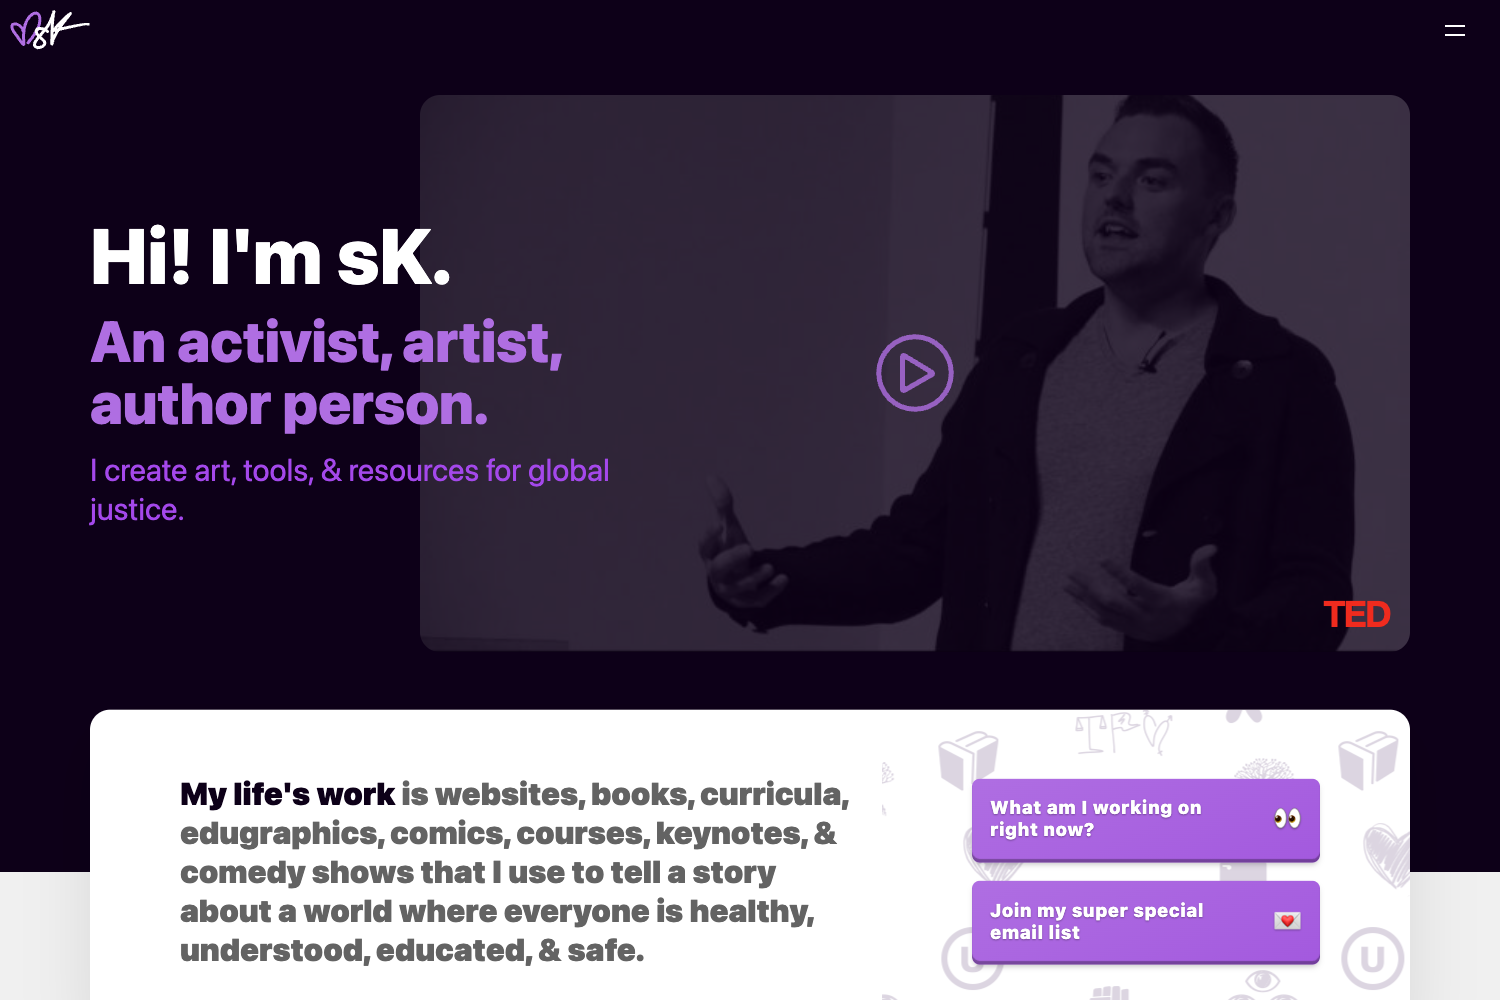 sK
Hi! I'm sK.
An activist, artist,
author person.
I create art, tools, & resources for global
justice.
TED
My life's work is websites, books, curricula,
edugraphics, comics, courses, keynotes, &
comedy shows that I use to tell a story
about a world where everyone is healthy,
understood, educated, & safe.
What am I working on
right now?
Join my super special
email list
U
U